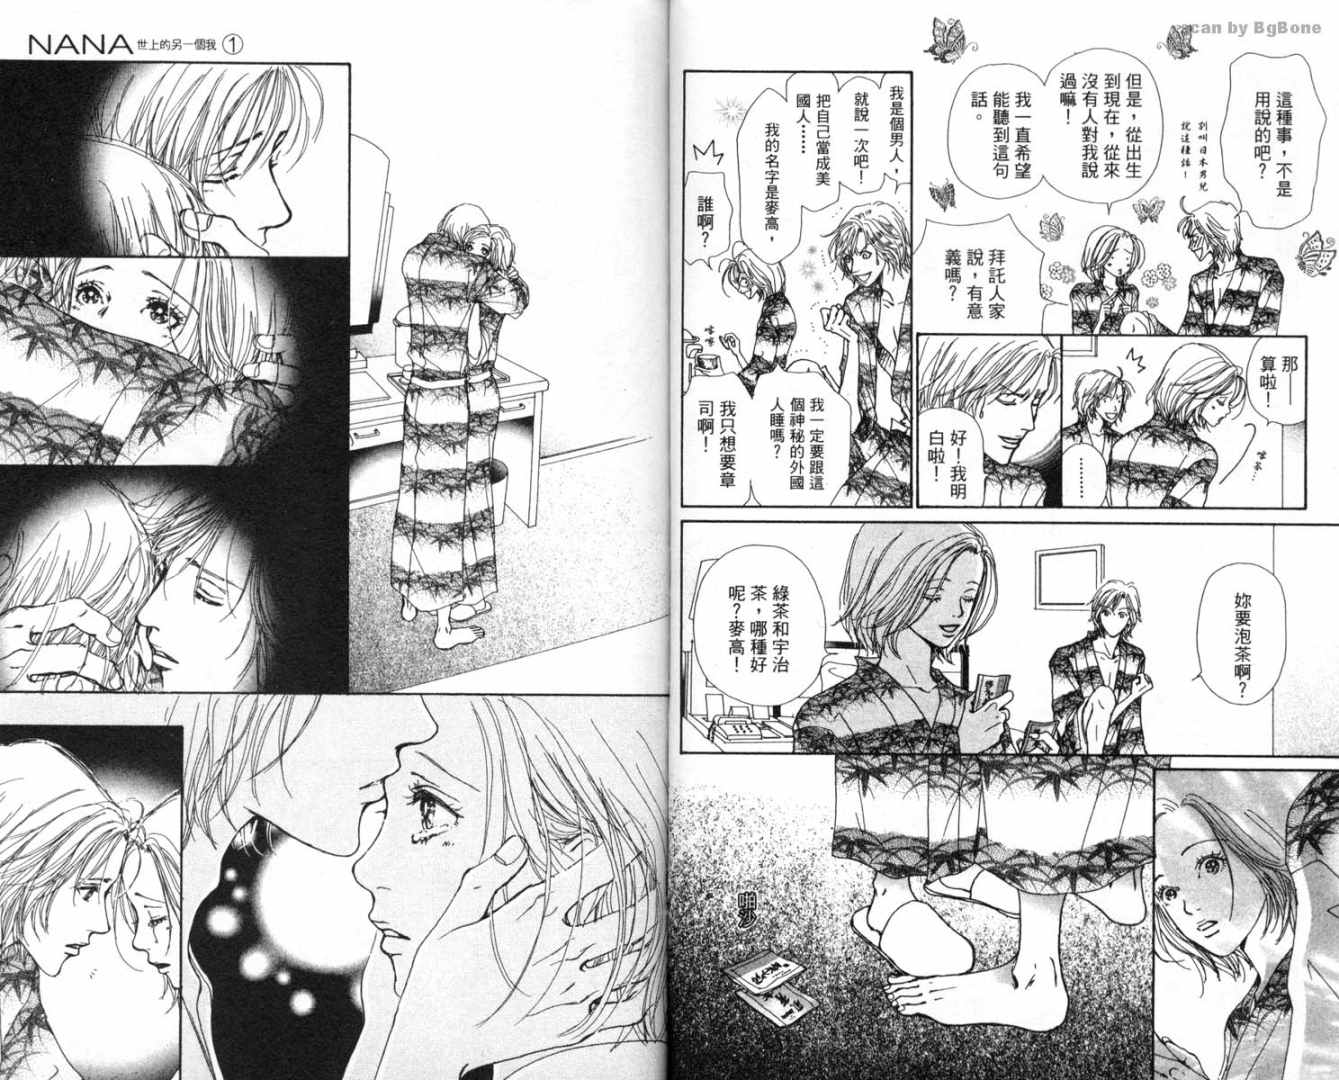 NANA 世上的另一個我 ①
scan by BgBone
這種事,不是
用說的吧?
別叫日本男兒
說這種話!
但是,從出生
到現在,從來
沒有人對我說
過嘛!
我一直希望
能聽到這句
話。
拜託人家
說,有意
義嗎?
我是個男人,
就說一次吧!
把自己當成美
國人……
我的名字是麥高,
誰啊?
我一定要跟這
個神秘的外國
人睡嗎?
我只想要章
司啊!
那—
算啦!
……
好!我明
白啦!
妳要泡茶啊?
綠茶和宇治
茶,哪種好
呢?麥高!
啪沙